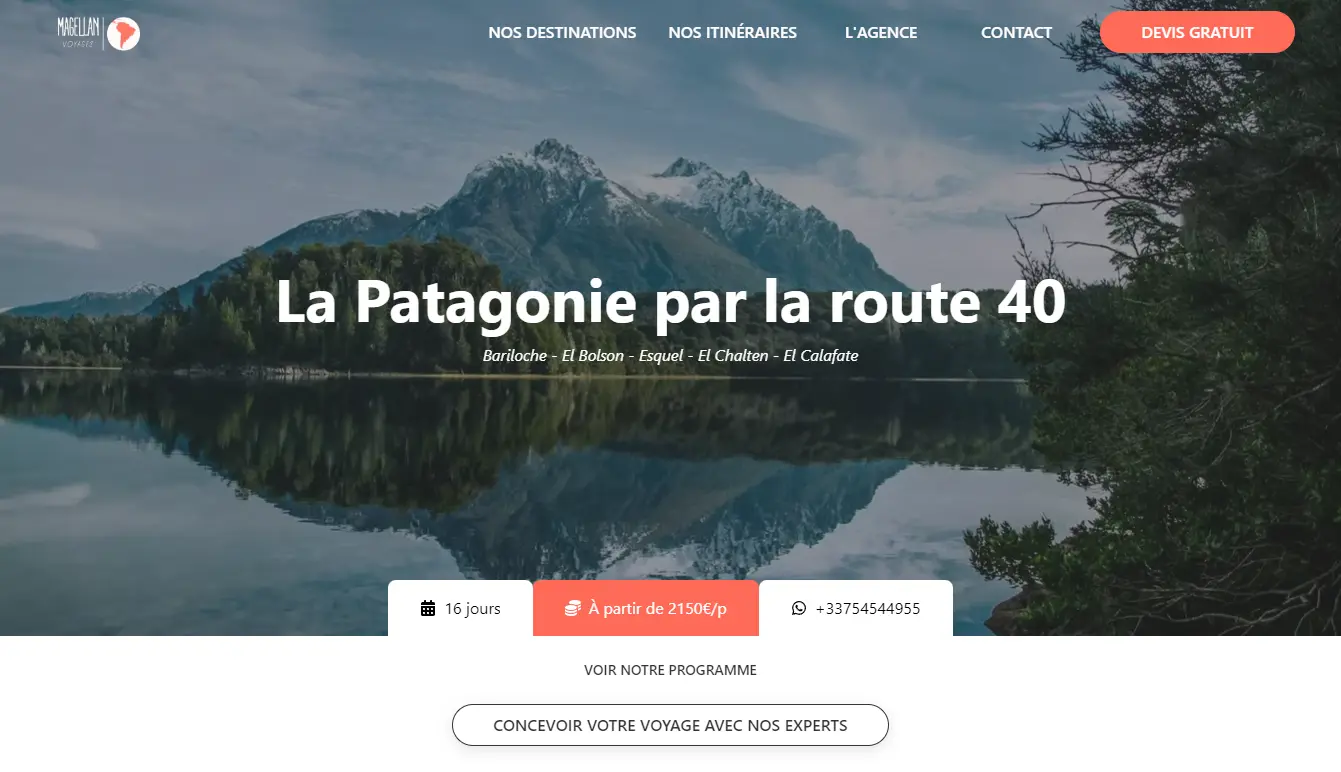 MAGELLAN
VOYAGES
NOS DESTINATIONS
NOS ITINÉRAIRES
L'AGENCE
CONTACT
DEVIS GRATUIT
La Patagonie par la route 40
Bariloche - El Bolson - Esquel - El Chalten - El Calafate
16 jours
À partir de 2150€/p
+33754544955
VOIR NOTRE PROGRAMME
CONCEVOIR VOTRE VOYAGE AVEC NOS EXPERTS